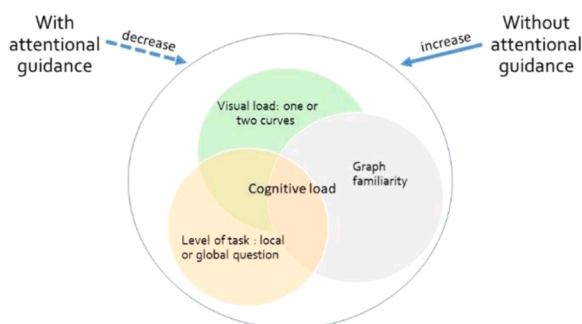 With
attentional
guidance
decrease
Without
attentional
guidance
increase
Visual load: one or
two curves
Graph
familiarity
Cognitive load
Level of task : local
or global question